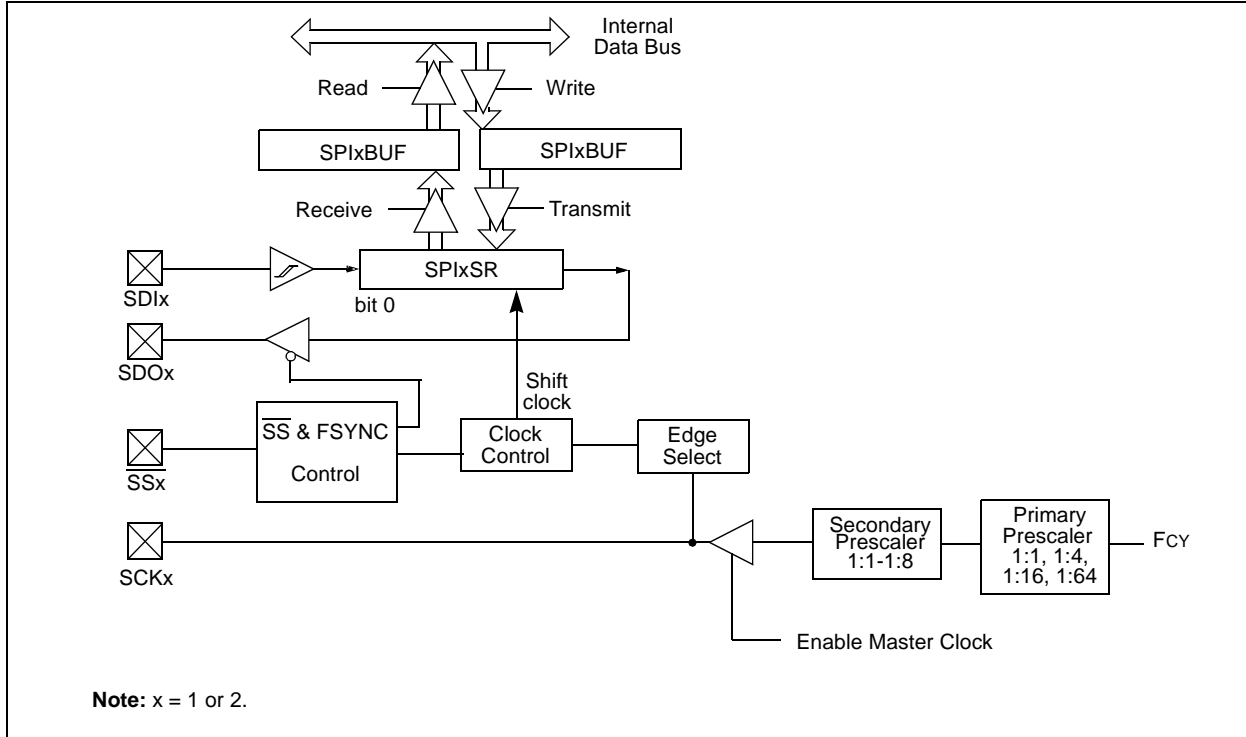 Internal
Data Bus
Read
Write
SPIxBUF
SPIxBUF
Receive
Transmit
SPIxSR
SDIx
bit 0
SDOx
Shift
clock
SS & FSYNC
Control
Clock
Control
Edge
Select
SSx
Secondary
Prescaler
1:1-1:8
Primary
Prescaler
1:1, 1:4,
1:16, 1:64
FCY
SCKx
Enable Master Clock
Note: x = 1 or 2.